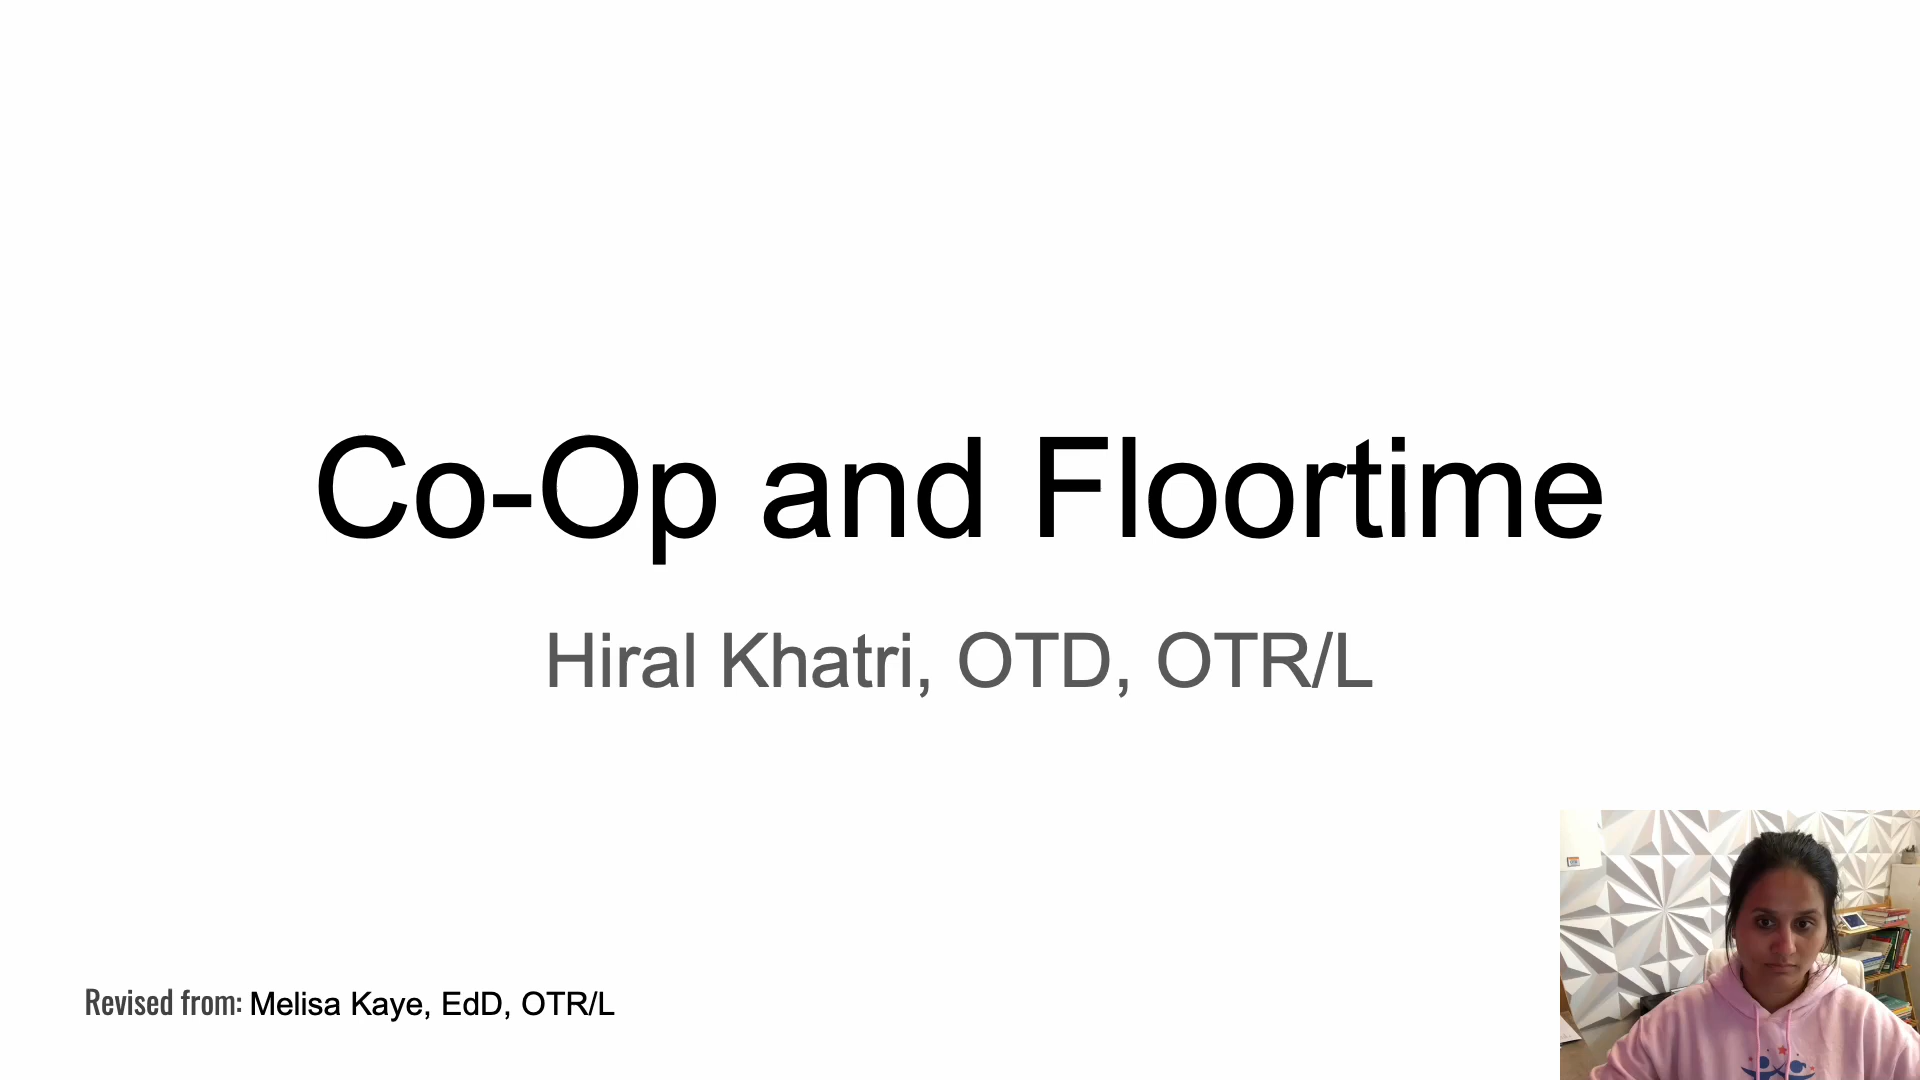 Co-Op and Floortime
Hiral Khatri, OTD, OTR/L
Revised from: Melisa Kaye, EdD, OTR/L